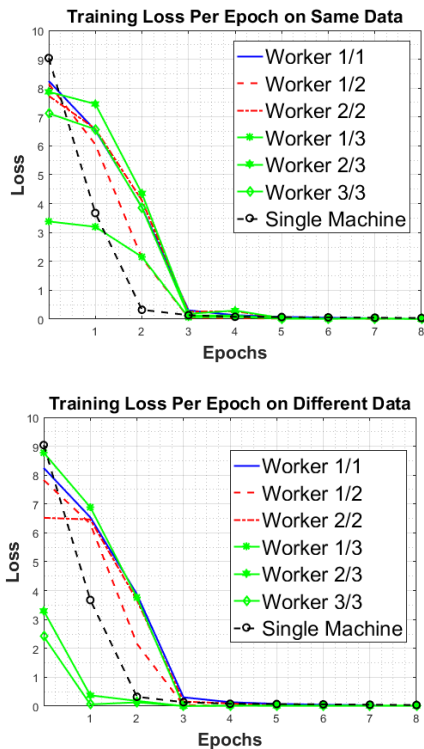 Training Loss Per Epoch on Same Data
10
9
8
7
6
5
4
3
2
1
0
Loss
Worker 1/1
Worker 1/2
Worker 2/2
Worker 1/3
Worker 2/3
Worker 3/3
Single Machine
1 2 3 4 5 6 7 8
Epochs
Training Loss Per Epoch on Different Data
10
9
8
7
6
5
4
3
2
1
0
Loss
Worker 1/1
Worker 1/2
Worker 2/2
Worker 1/3
Worker 2/3
Worker 3/3
Single Machine
1 2 3 4 5 6 7 8
Epochs